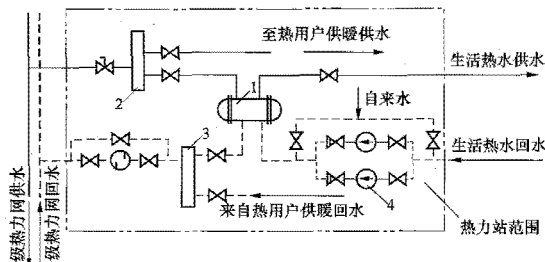 至热用户供暖供水
生活热水供水
2
1
自来水
3
生活热水回水
4
来自热用户供暖回水
热力站范围
级热力网供水
级热力网回水